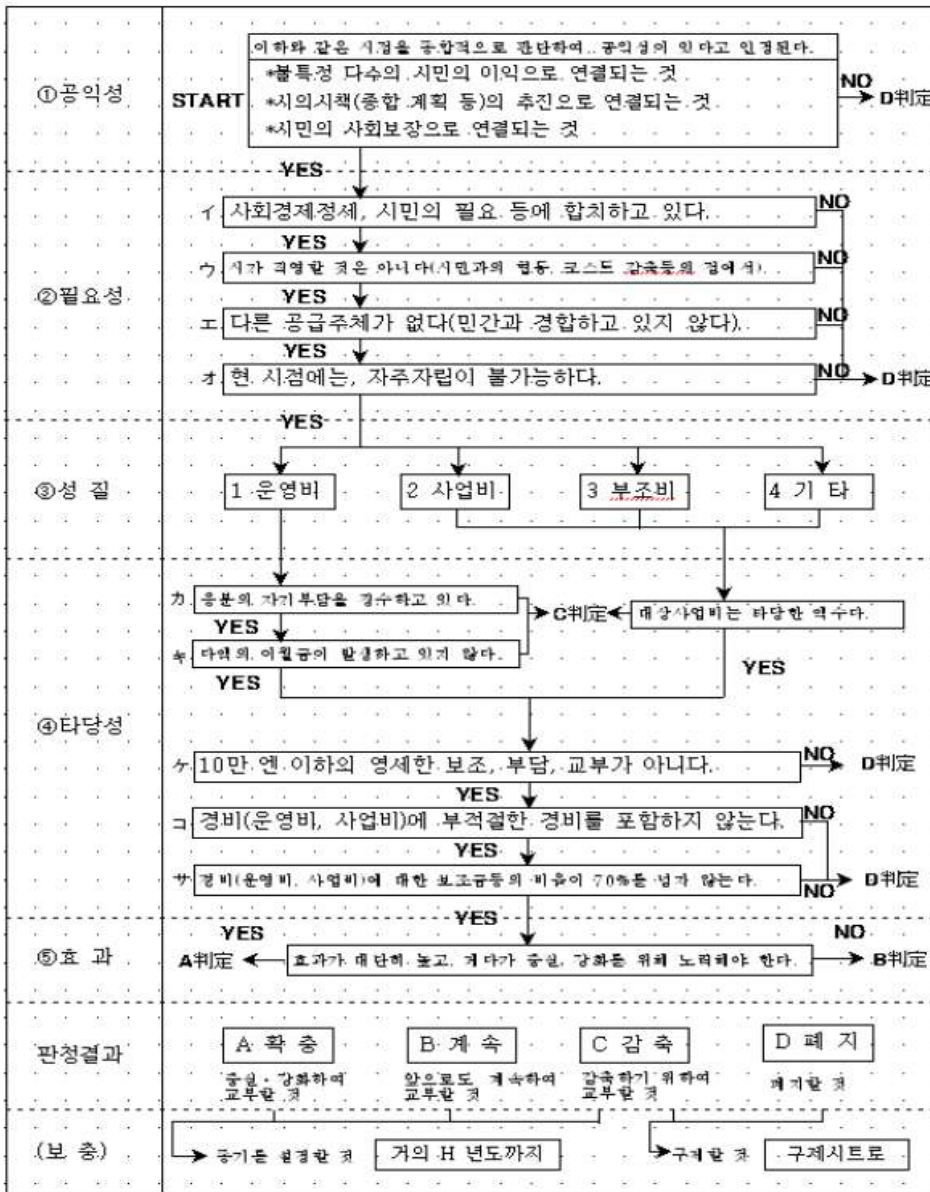 이하와 같은 시점을 종합적으로 판단하여, 공익성이 있다고 인정된다.
*불특정 다수의 시민의 이익으로 연결되는 것
*시의시책(종합 계획 등)의 추진으로 연결되는 것
*시민의 사회보장으로 연결되는 것
①공익성
START
NO
D判定
YES
イ 사회경제정세, 시민의 필요 등에 합치하고 있다.
NO
YES
ウ 시가 직영할 것은 아니다(시민과의 협동, 코스트 감축등의 점에서)
NO
YES
②필요성
エ 다른 공급주체가 없다(민간과 경합하고 있지 않다).
NO
YES
オ 현 시점에는, 자주자립이 불가능하다.
NO
D判定
YES
③성 질
1 운영비
2 사업비
3 부조비
4 기 타
カ 응분의 자기부담을 징수하고 있다.
C判定
대상사업비는 타당한 액수다.
YES
キ 다액의 이월금이 발생하고 있지 않다.
YES
YES
④타당성
ケ 10만 엔 이하의 영세한 보조, 부담, 교부가 아니다.
NO
D判定
YES
コ 경비(운영비, 사업비)에 부적절한 경비를 포함하지 않는다.
NO
YES
サ 경비(운영비, 사업비)에 대한 보조금등의 비율이 70%를 넘지 않는다.
NO
D判定
YES
YES
NO
⑤효 과
A判定
효과가 대단히 높고, 게다가 충실, 강화를 위해 노력해야 한다.
B判定
판정결과
A 확 충
B 계 속
C 감 축
D 폐 지
충실·강화하여 교부할 것
앞으로도 계속하여 교부할 것
감축하기 위하여 교부할 것
폐지할 것
(보 충)
종기를 설정할 것
거의 H 년도까지
구제할 것
구제시트로